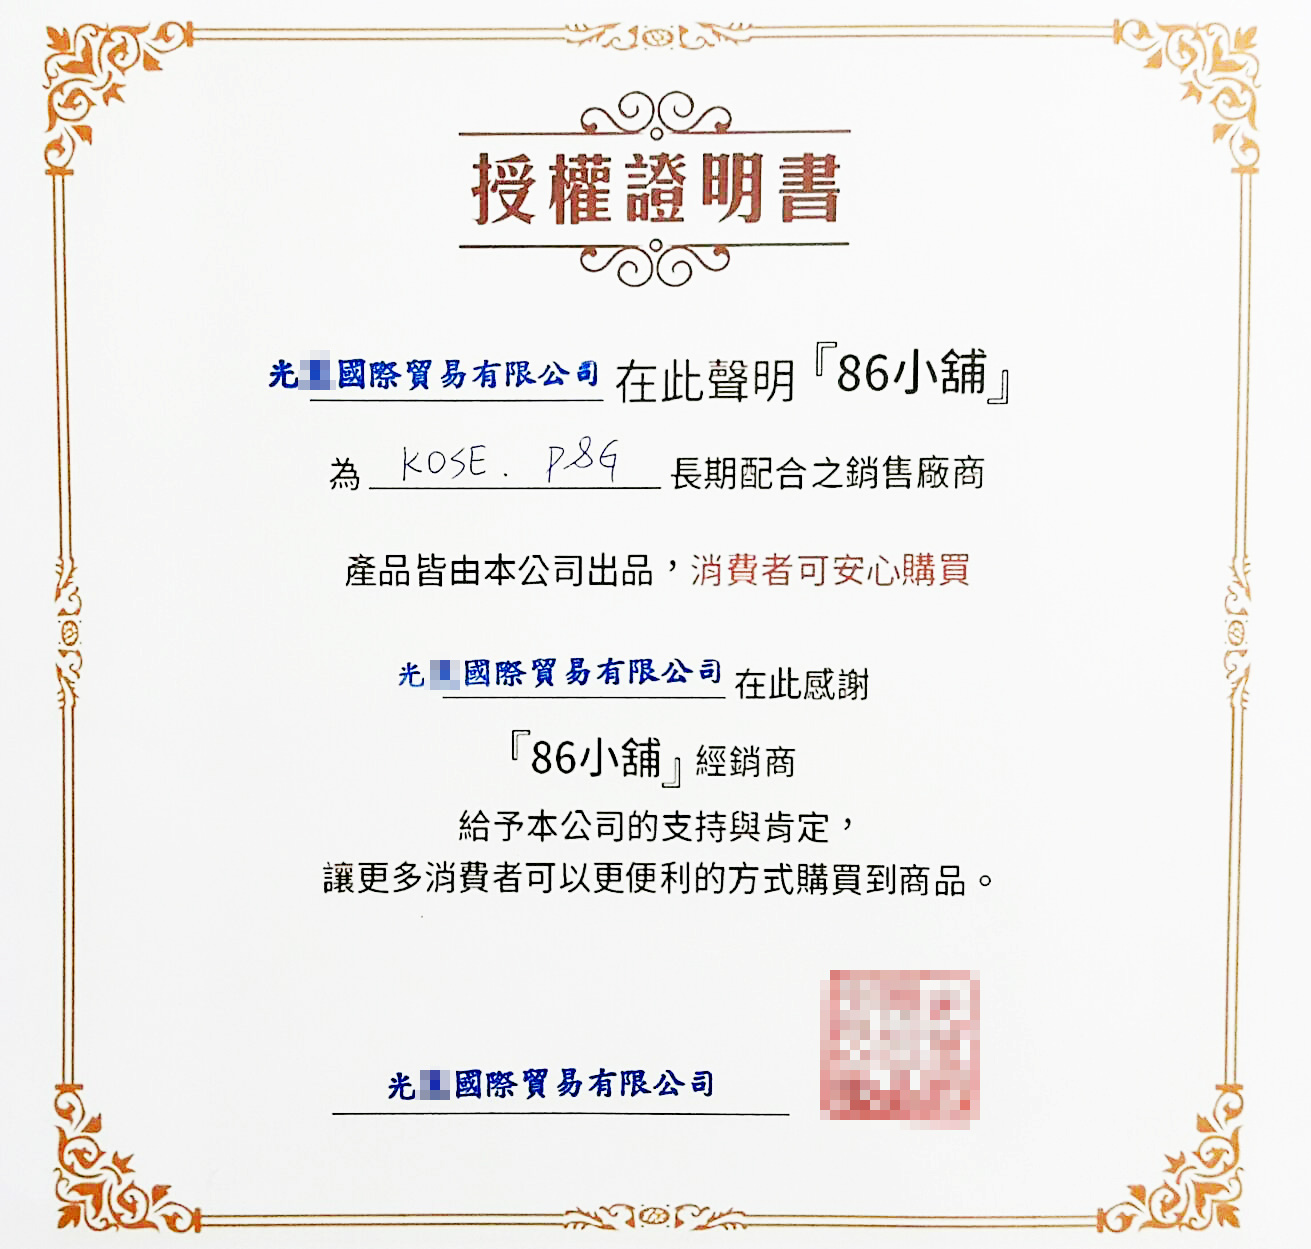 授權證明書
光國際貿易有限公司在此聲明『86小舖』
為 KOSE. P&G 長期配合之銷售廠商
產品皆由本公司出品，消費者可安心購買
光國際貿易有限公司在此感謝
『86小舖』經銷商
給予本公司的支持與肯定，
讓更多消費者可以更便利的方式購買到商品。
光國際貿易有限公司